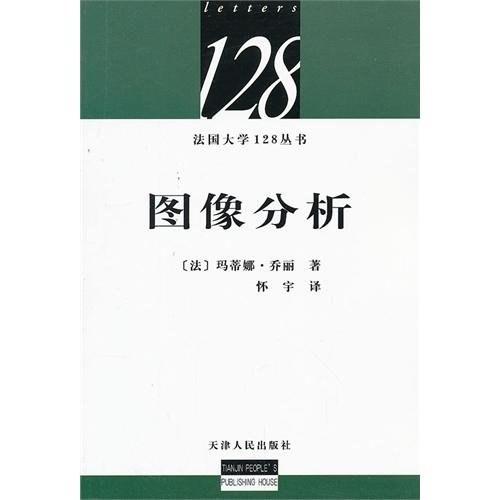 letters
128
法国大学128丛书
图像分析
〔法〕玛蒂娜·乔丽 著
怀宇 译
天津人民出版社
TIANJIN PEOPLE'S
PUBLISHING HOUSE